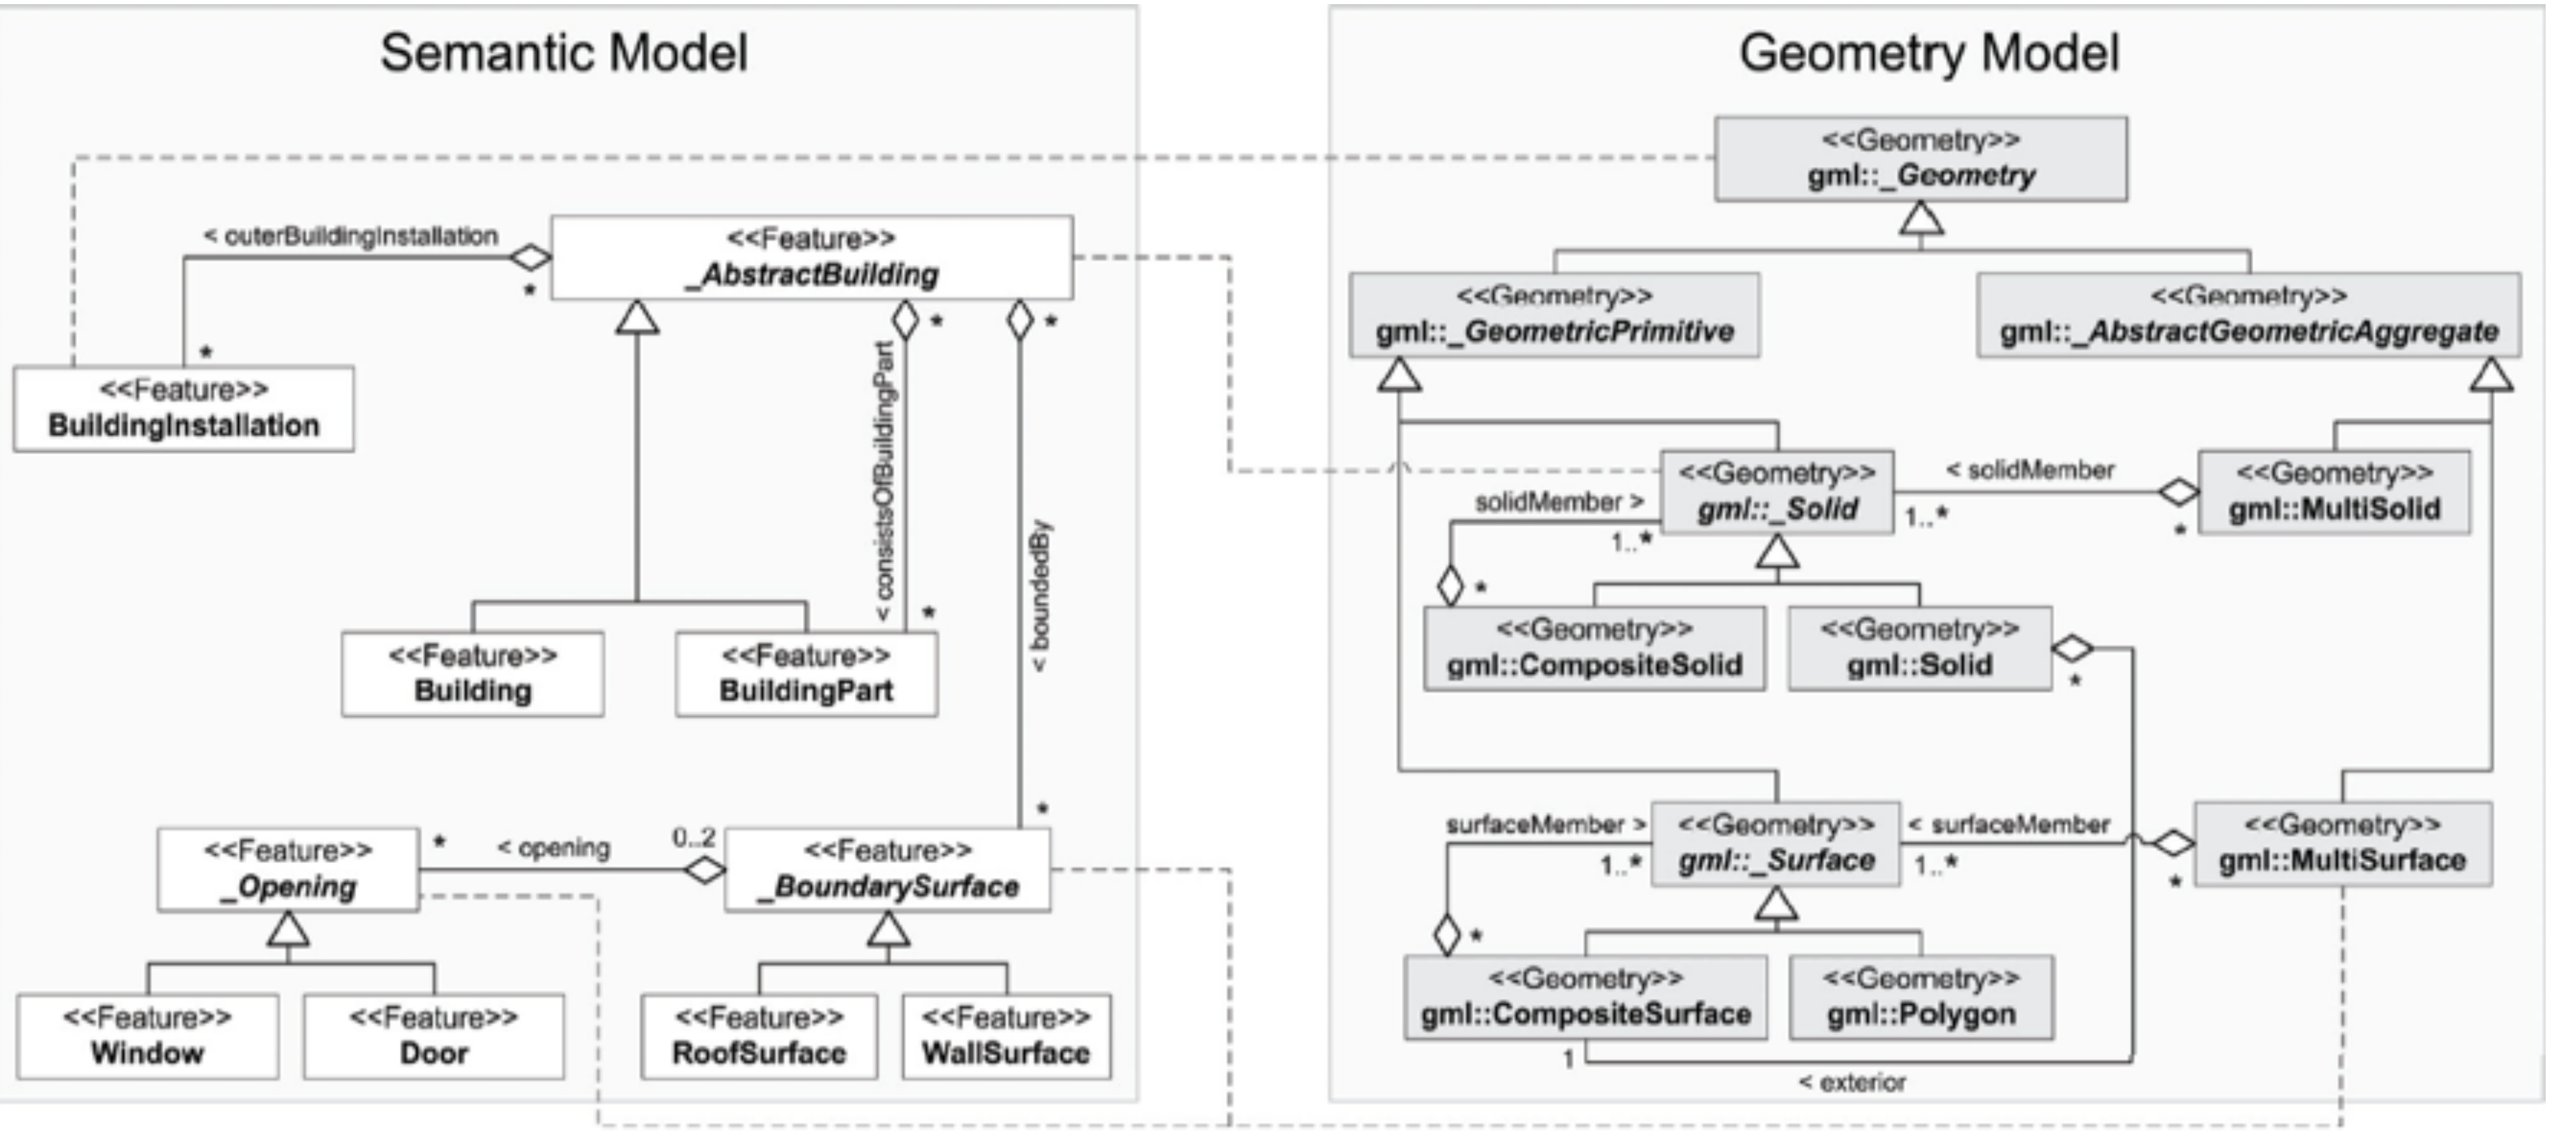 Semantic Model
Geometry Model
<<Geometry>>
gml::_Geometry
< outerBuildingInstallation
*
*
<<Feature>>
_AbstractBuilding
*
*
<<Geometry>>
gml::_GeometricPrimitive
<<Geometry>>
gml::_AbstractGeometricAggregate
<<Feature>>
BuildingInstallation
< consistsOfBuildingPart
*
< boundedBy
*
<<Geometry>>
gml::_Solid
< solidMember
1..*
*
<<Geometry>>
gml::MultiSolid
solidMember >
1..*
*
<<Feature>>
Building
<<Feature>>
BuildingPart
<<Geometry>>
gml::CompositeSolid
<<Geometry>>
gml::Solid
*
<<Feature>>
_Opening
*
< opening
0..2
<<Feature>>
_BoundarySurface
surfaceMember >
1..*
*
<<Geometry>>
gml::_Surface
< surfaceMember
1..*
*
<<Geometry>>
gml::MultiSurface
<<Feature>>
Window
<<Feature>>
Door
<<Feature>>
RoofSurface
<<Feature>>
WallSurface
<<Geometry>>
gml::CompositeSurface
<<Geometry>>
gml::Polygon
1
< exterior